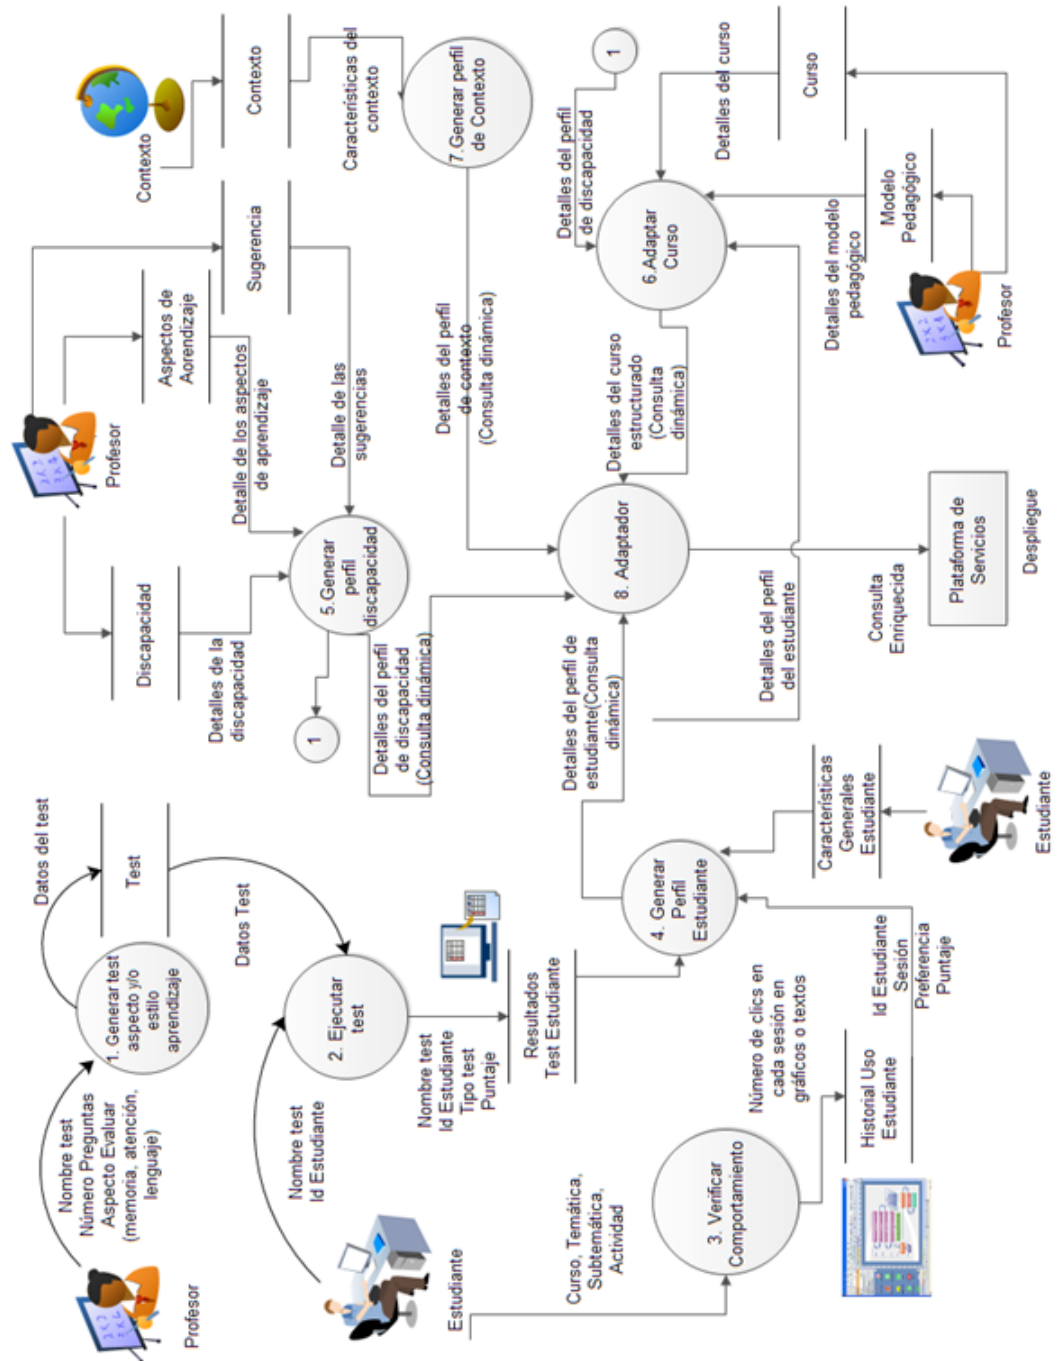 Nombre test
Número Preguntas
Aspecto Evaluar
(memoria, atención,
lenguaje)
Profesor
1. Generar test
aspecto y/o
estilo
aprendizaje
Datos del test
Test
Datos Test
Nombre test
Id Estudiante
Estudiante
2. Ejecutar
test
Nombre test
Id Estudiante
Tipo test
Puntaje
Resultados
Test Estudiante
Curso, Temática,
Subtemática,
Actividad
3. Verificar
Comportamiento
Número de clics en
cada sesión en
gráficos o textos
Historial Uso
Estudiante
Id Estudiante
Sesión
Preferencia
Puntaje
4. Generar
Perfil
Estudiante
Características
Generales
Estudiante
Estudiante
Detalles del perfil de
estudiante(Consulta
dinámica)
Detalles del perfil
del estudiante
Profesor
Discapacidad
Detalles de la
discapacidad
Aspectos de
Aorendizaje
Detalle de los aspectos
de aprendizaje
Sugerencia
Detalle de las
sugerencias
5.Generar
perfil
discapacidad
1
Detalles del perfil
de discapacidad
(Consulta dinámica)
Contexto
Contexto
Características del
contexto
7.Generar perfil
de Contexto
Detalles del perfil
de contexto
(Consulta dinámica)
8. Adaptador
Consulta
Enriquecida
Plataforma de
Servicios
Despliegue
Detalles del curso
estructurado
(Consulta
dinámica)
6.Adaptar
Curso
1
Detalles del perfil
de discapacidad
Detalles del curso
Curso
Detalles del modelo
pedagógico
Modelo
Pedagógico
Profesor